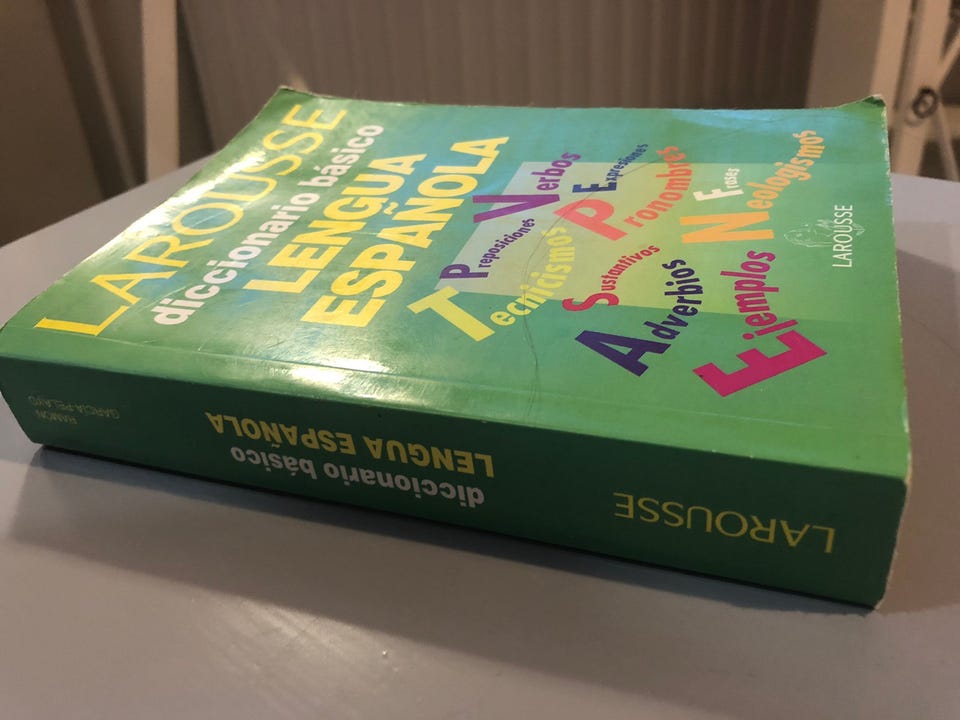 LAROUSSE
diccionario básico
LENGUA
ESPAÑOLA
Preposiciones
Verbos
Expresiones
Tecnicismos
Pronombres
Frases
Sustantivos
Neologismos
Adverbios
Ejemplos
LAROUSSE
LAROUSSE
diccionario básico
LENGUA ESPAÑOLA
RAMÓN
GARCÍA-PELAYO